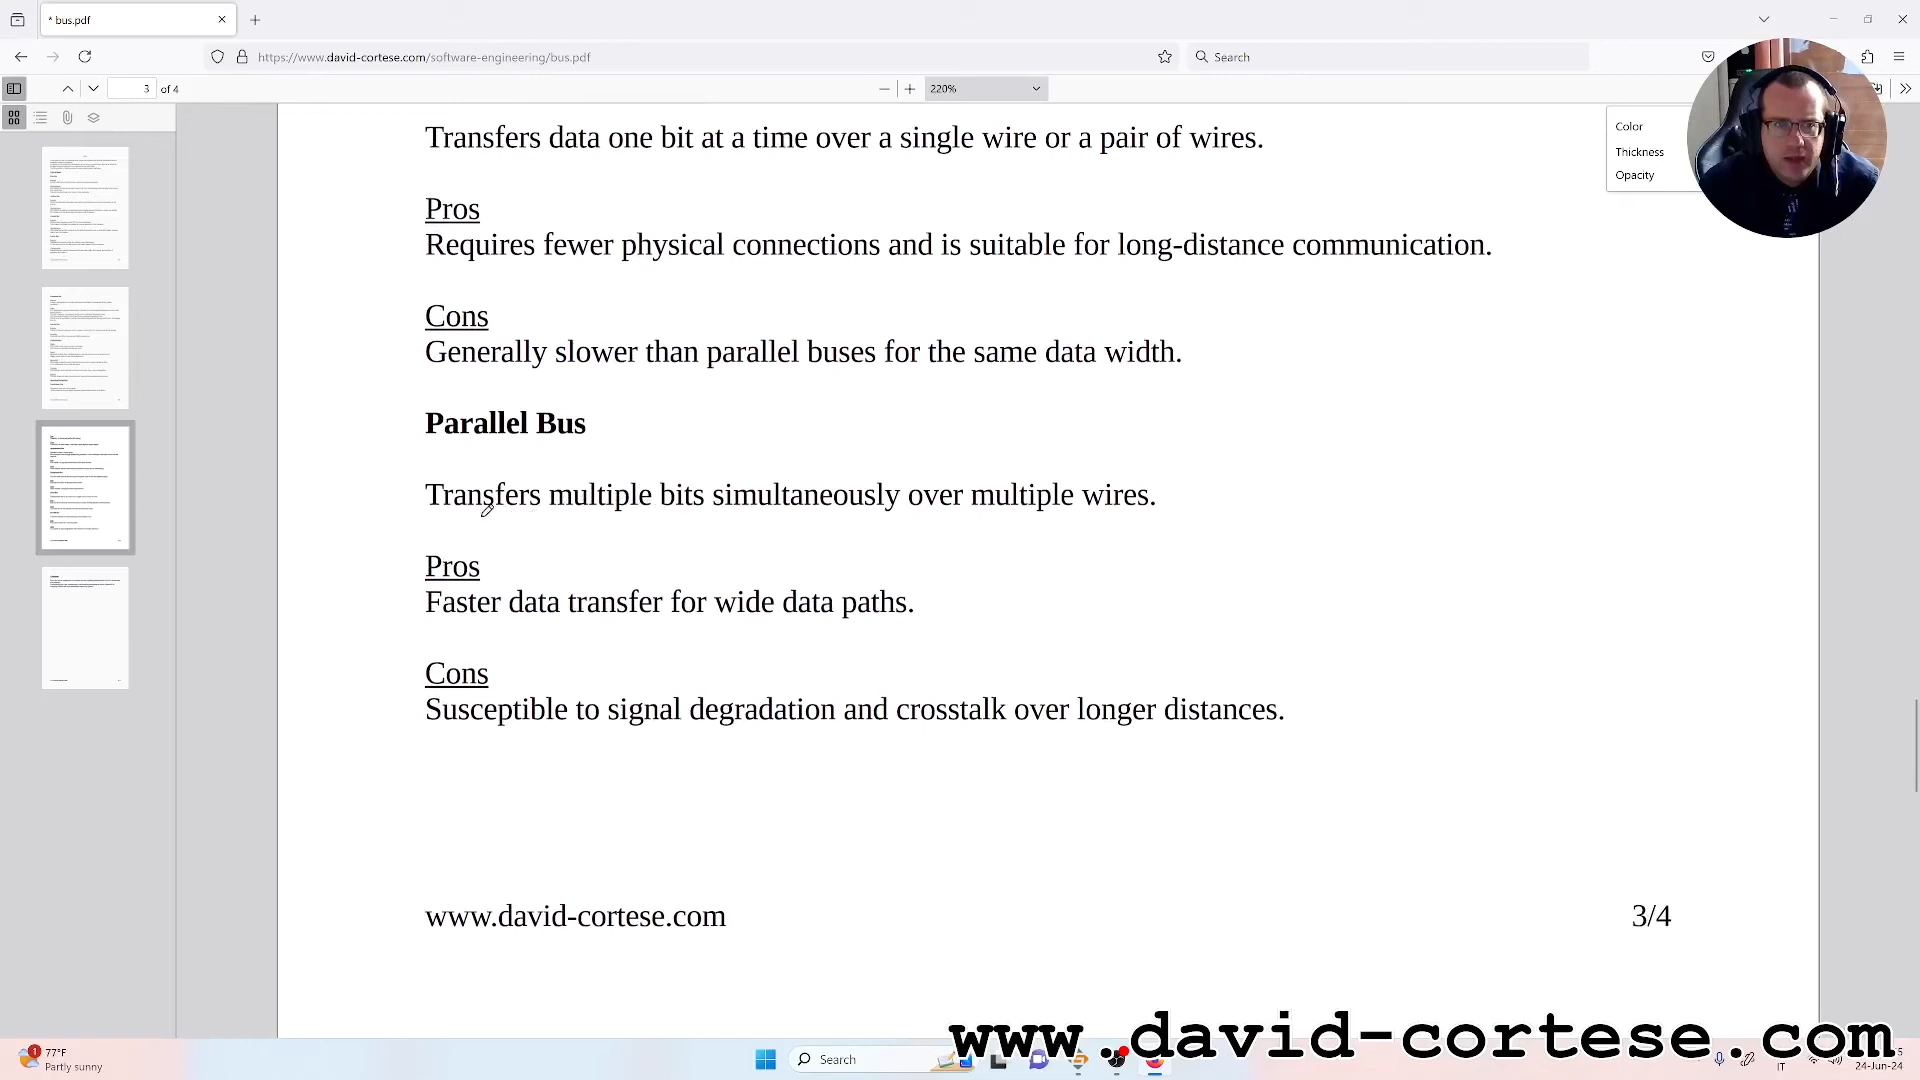 * bus.pdf
https://www.david-cortese.com/software-engineering/bus.pdf
Search
3 of 4
220%
Color
Thickness
Opacity
Transfers data one bit at a time over a single wire or a pair of wires.
Pros
Requires fewer physical connections and is suitable for long-distance communication.
Cons
Generally slower than parallel buses for the same data width.
Parallel Bus
Transfers multiple bits simultaneously over multiple wires.
Pros
Faster data transfer for wide data paths.
Cons
Susceptible to signal degradation and crosstalk over longer distances.
www.david-cortese.com
3/4
www.david-cortese.com
1
77°F
Partly sunny
Search
IT
24-Jun-24